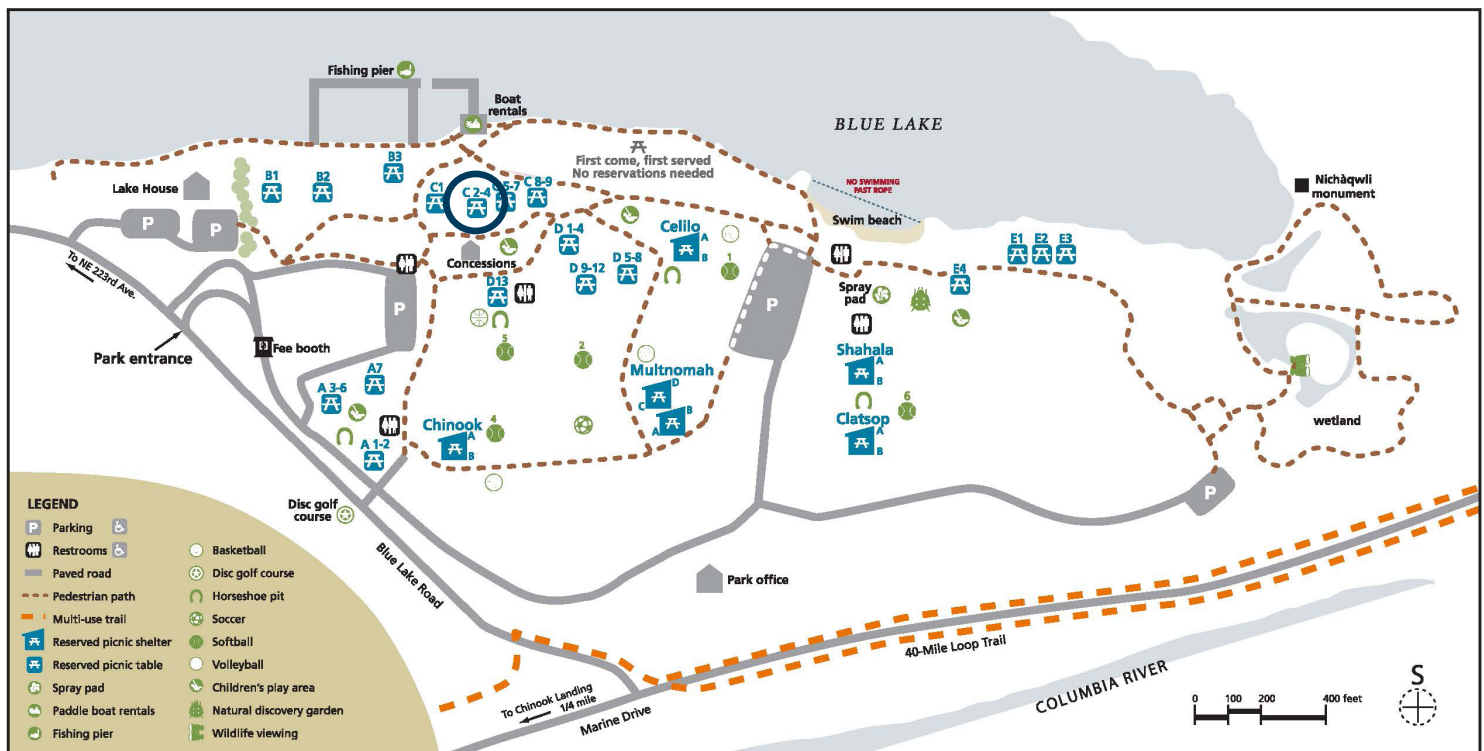 Fishing pier
Boat
rentals
BLUE LAKE
First come, first served
No reservations needed
NO SWIMMING
PAST ROPE
Swim beach
Nichàqwli
monument
Lake House
B1
B2
B3
C1
C 2-4
C 5-7
C 8-9
P
P
Concessions
D 1-4
D 5-8
D 9-12
D13
Celilo
A
B
1
P
P
E1
E2
E3
E4
Spray
pad
To NE 223rd Ave.
Park entrance
Fee booth
5
2
Multnomah
D
C
B
A
Shahala
A
B
6
Clatsop
A
B
wetland
A7
A 3-6
A 1-2
Chinook
A
B
4
P
Disc golf
course
Blue Lake Road
Park office
40-Mile Loop Trail
COLUMBIA RIVER
To Chinook Landing
1/4 mile
Marine Drive
0 100 200 400 feet
S
LEGEND
P Parking
Restrooms
Paved road
Pedestrian path
Multi-use trail
Reserved picnic shelter
Reserved picnic table
Spray pad
Paddle boat rentals
Fishing pier
Basketball
Disc golf course
Horseshoe pit
Soccer
Softball
Volleyball
Children's play area
Natural discovery garden
Wildlife viewing